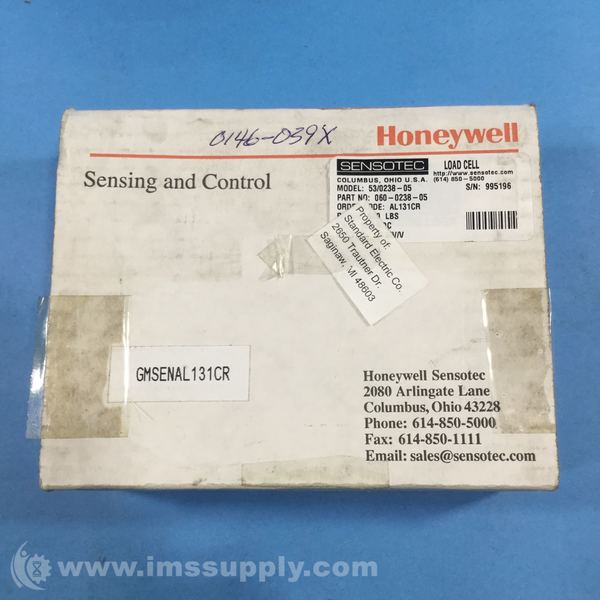 0146-039X
Honeywell
Sensing and Control
SENSOTEC LOAD CELL
http://www.sensotec.com
COLUMBUS, OHIO U.S.A. (614) 850-5000
MODEL: 53/0238-05 S/N: 995196
PART NO: 060-0238-05
CODE: AL131CR
LBS
Property of:
Standard Electric Co.
2650 Trautner Dr.
Saginaw, MI 48603
GMSENAL131CR
Honeywell Sensotec
2080 Arlingate Lane
Columbus, Ohio 43228
Phone: 614-850-5000
Fax: 614-850-1111
Email: sales@sensotec.com
www.imssupply.com